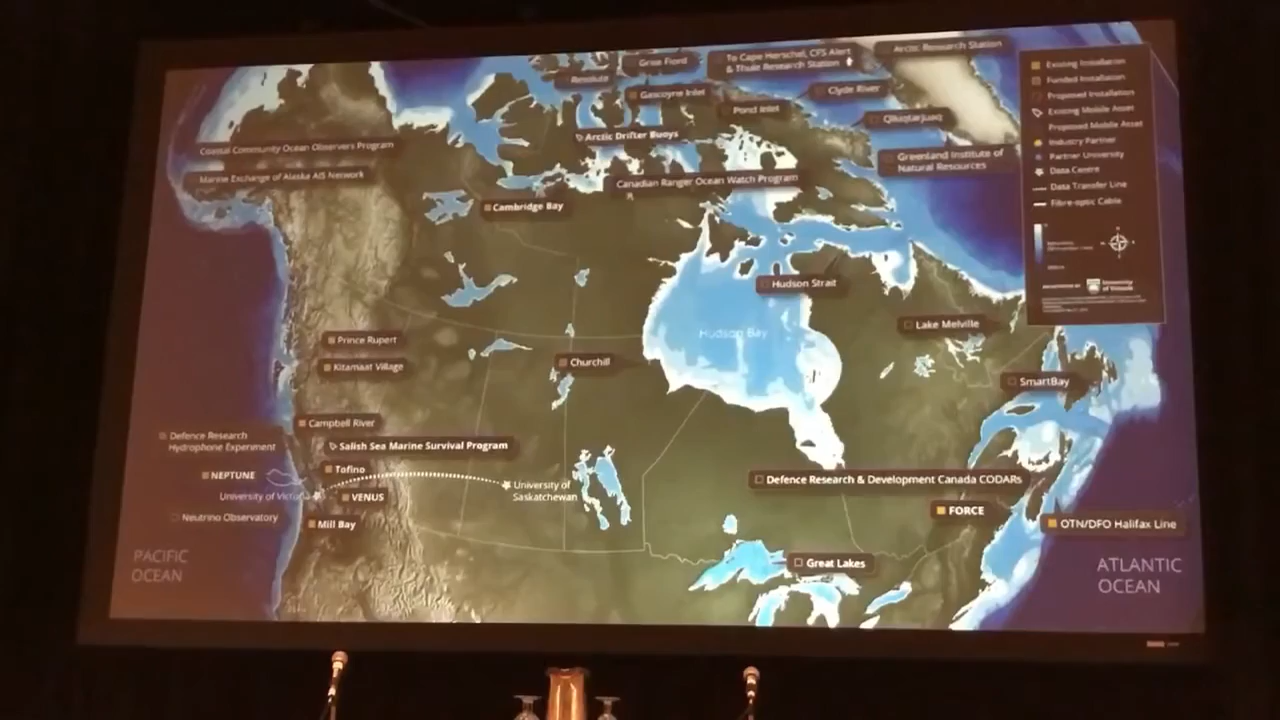 Arctic Research Station
Grise Fiord
To Cape Herschel, CFS Alert
& Thule Research Station
Resolute
Gascoyne Inlet
Clyde River
Pond Inlet
Qikiqtarjuaq
Arctic Drifter Buoys
Coastal Community Ocean Observers Program
Greenland Institute of
Natural Resources
Marine Exchange of Alaska AIS Network
Canadian Ranger Ocean Watch Program
Cambridge Bay
Hudson Strait
Hudson Bay
Lake Melville
Prince Rupert
Kitamaat Village
Churchill
SmartBay
Campbell River
Defence Research
Hydrophone Experiment
Salish Sea Marine Survival Program
Tofino
NEPTUNE
University of Victoria
VENUS
University of
Saskatchewan
Defence Research & Development Canada CODARs
Neutrino Observatory
Mill Bay
FORCE
OTN/DFO Halifax Line
Great Lakes
PACIFIC
OCEAN
ATLANTIC
OCEAN
Existing Installation
Funded Installation
Proposed Installation
Existing Mobile Asset
Proposed Mobile Asset
Industry Partner
Partner University
Data Centre
Data Transfer Line
Fibre-optic Cable
University
of Victoria